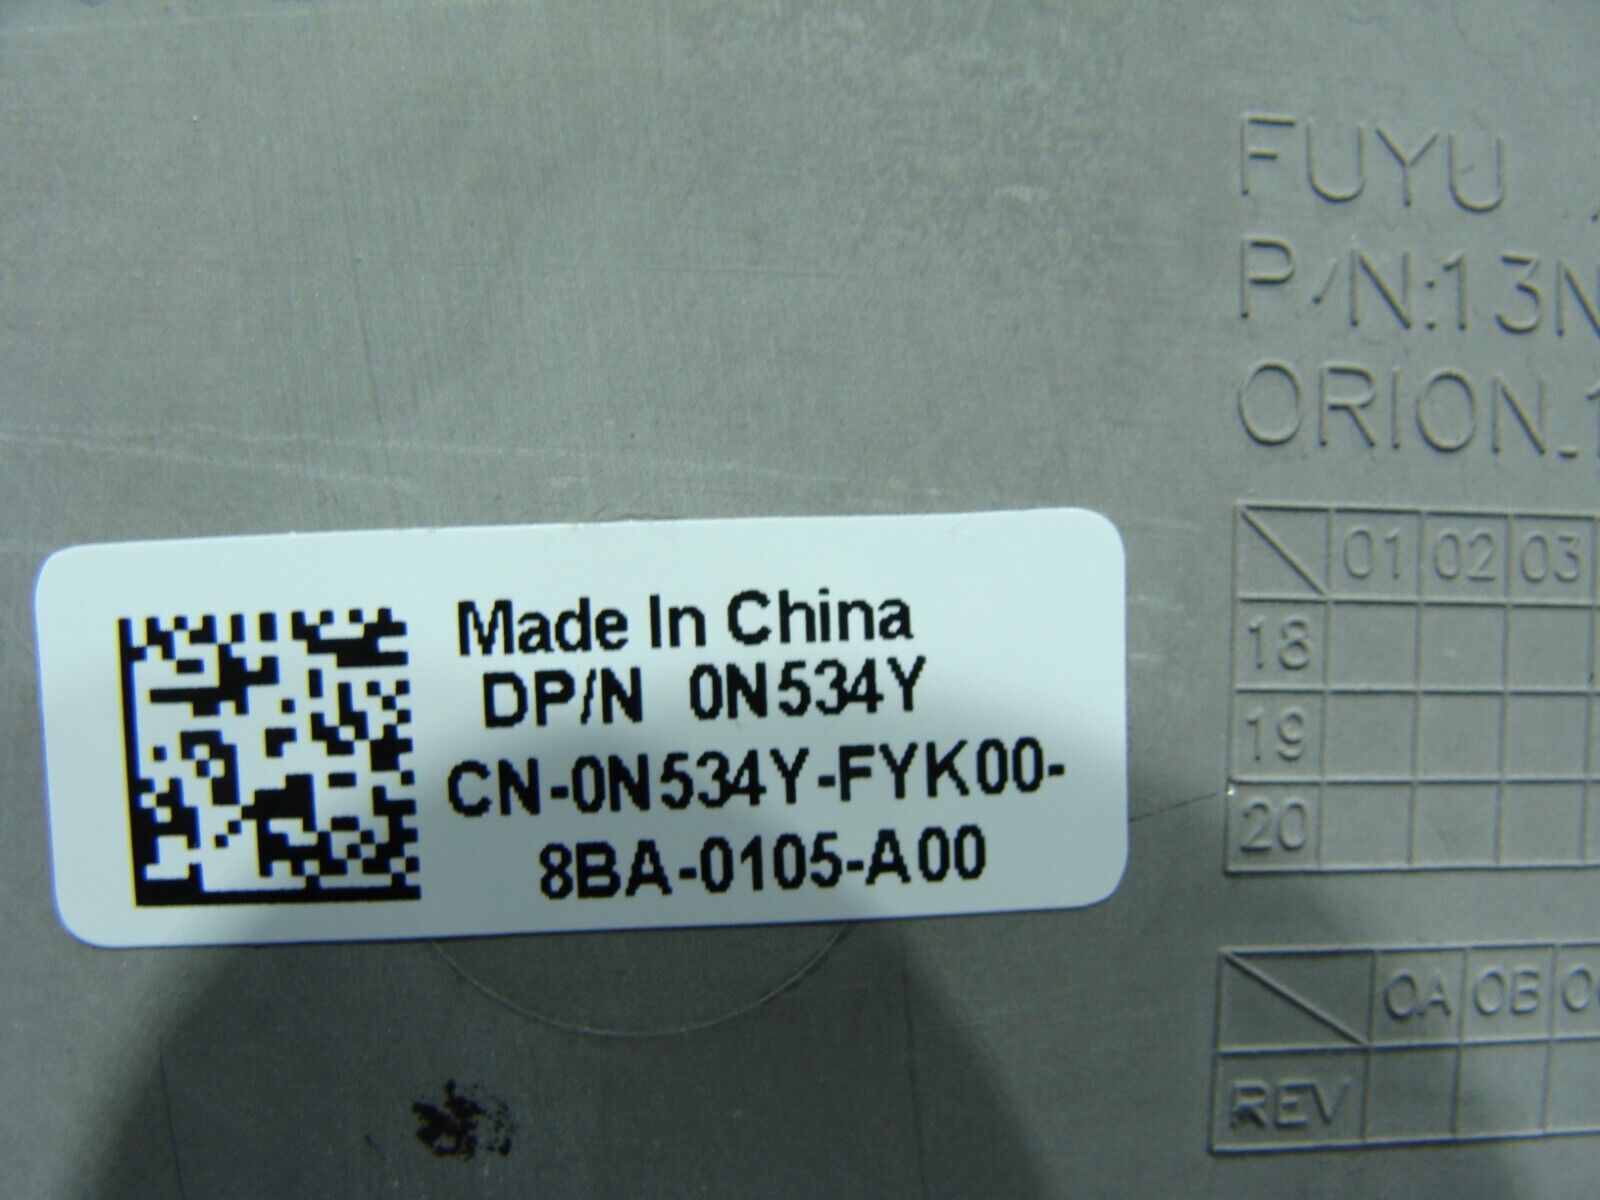 Made In China
DP/N 0N534Y
CN-0N534Y-FYK00-
8BA-0105-A00
FUYU
P/N:13N
ORION_1
01 02 03
18
19
20
0A 0B
REV